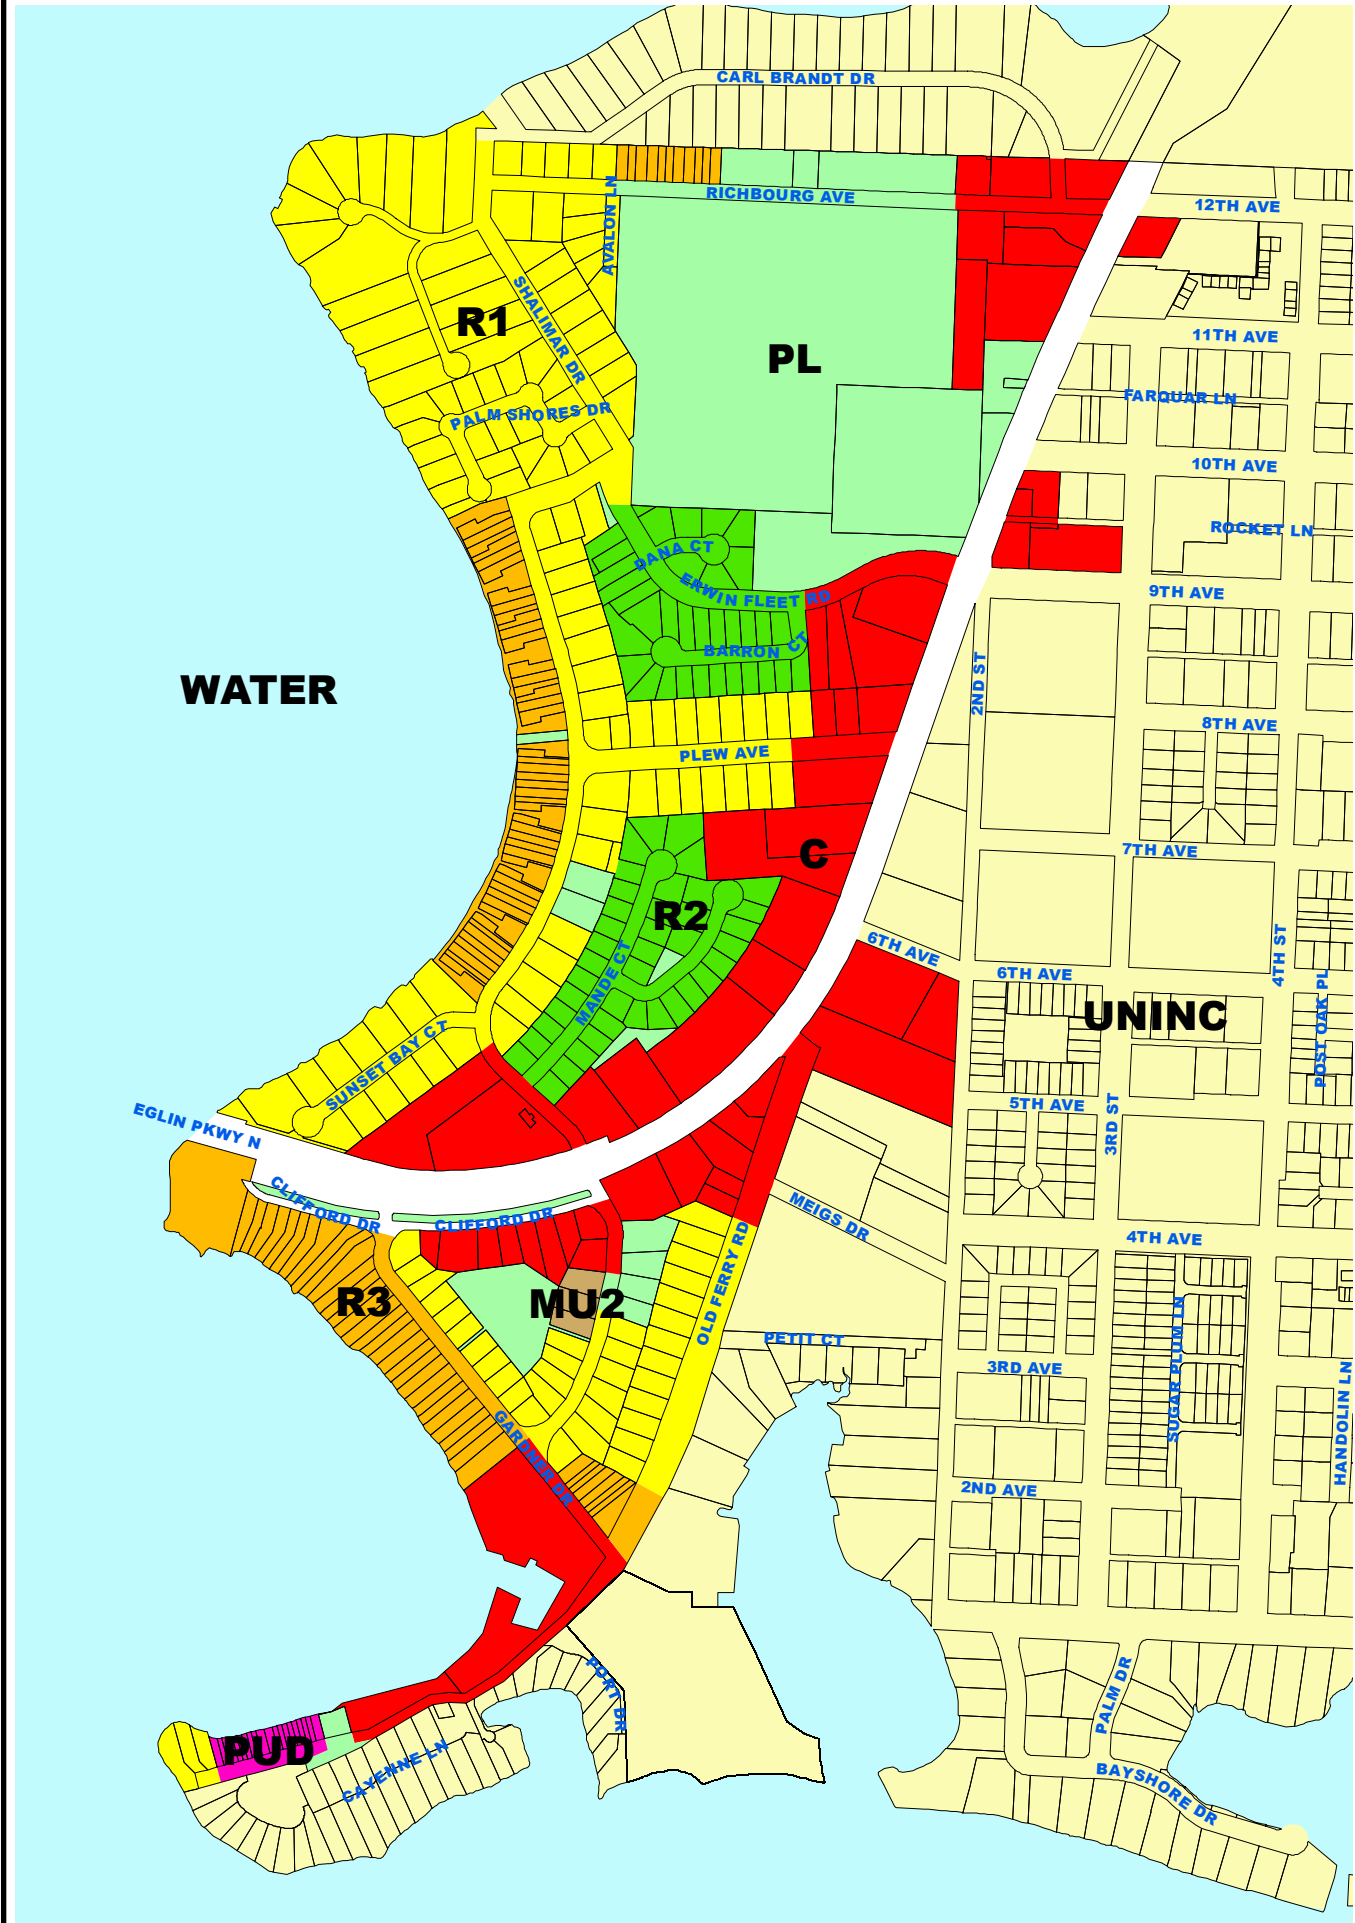 CARL BRANDT DR
RICHBOURG AVE
12TH AVE
AVALON LN
SHALIMAR DR
R1
PL
11TH AVE
FARQUAR LN
PALM SHORES DR
10TH AVE
ROCKET LN
DANA CT
ERWIN FLEET RD
9TH AVE
BARRON CT
2ND ST
WATER
8TH AVE
PLEW AVE
C
7TH AVE
R2
6TH AVE
6TH AVE
4TH ST
MANDE CT
POST OAK PL
UNINC
SUNSET BAY CT
5TH AVE
3RD ST
EGLIN PKWY N
CLIFFORD DR
CLIFFORD DR
MEIGS DR
4TH AVE
OLD FERRY RD
R3
MU2
PETIT CT
SUGAR PLUM LN
3RD AVE
HANDOLIN LN
GARDNER DR
2ND AVE
PORT DR
PALM DR
PUD
CAYENNE LN
BAYSHORE DR